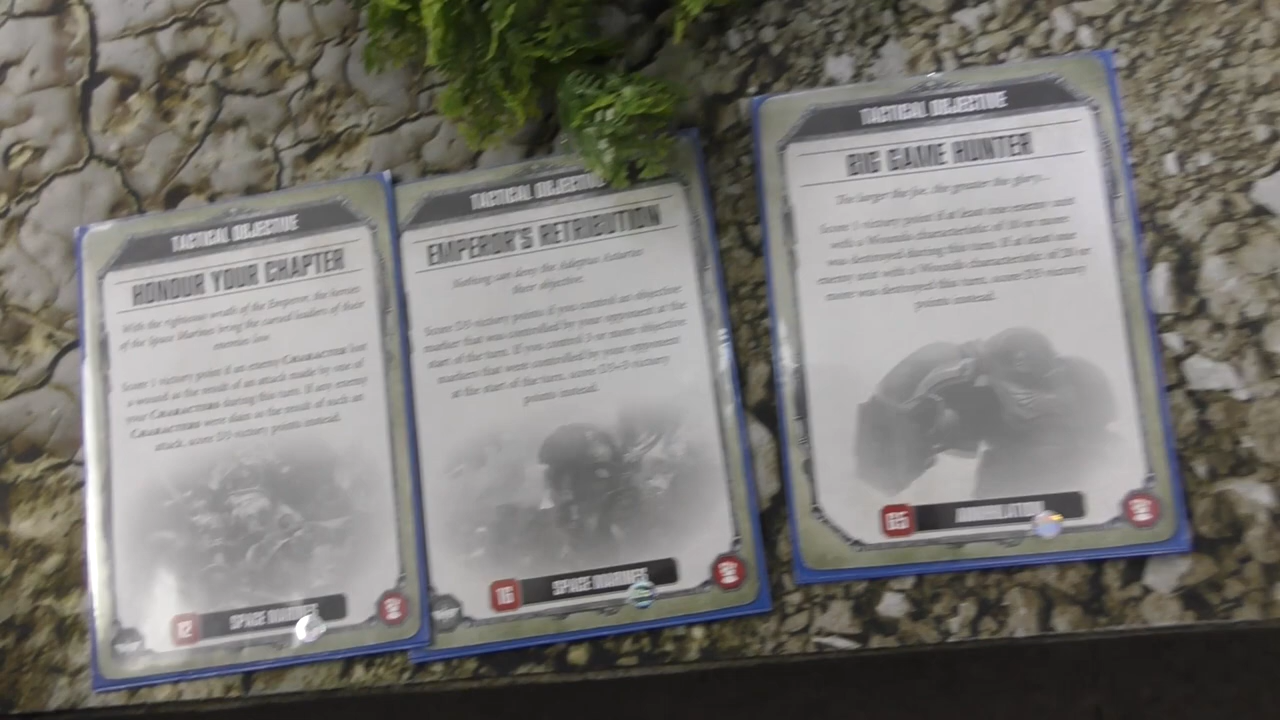 TACTICAL OBJECTIVE
HONOUR YOUR CHAPTER
With the righteous wrath of the Emperor, the heroes
of the Space Marines bring the cursed leaders of their
enemies low.
Score 1 victory point if an enemy CHARACTER lost
a wound as the result of an attack made by one of
your CHARACTERS during this turn. If any enemy
CHARACTERS were slain as the result of such an
attack, score D3 victory points instead.
12
SPACE MARINES
TACTICAL OBJECTIVE
EMPEROR'S RETRIBUTION
Nothing can deny the Adeptus Astartes
their objective.
Score D3 victory points if you control an objective
marker that was controlled by your opponent at the
start of the turn. If you control 3 or more objective
markers that were controlled by your opponent
at the start of the turn, score D3+3 victory
points instead.
16
SPACE MARINES
TACTICAL OBJECTIVE
BIG GAME HUNTER
The larger the foe, the greater the glory...
Score 1 victory point if at least one enemy unit
with a Wounds characteristic of 10 or more
was destroyed during this turn. If at least one
enemy unit with a Wounds characteristic of 20 or
more was destroyed this turn, score D3 victory
points instead.
65
ANNIHILATION